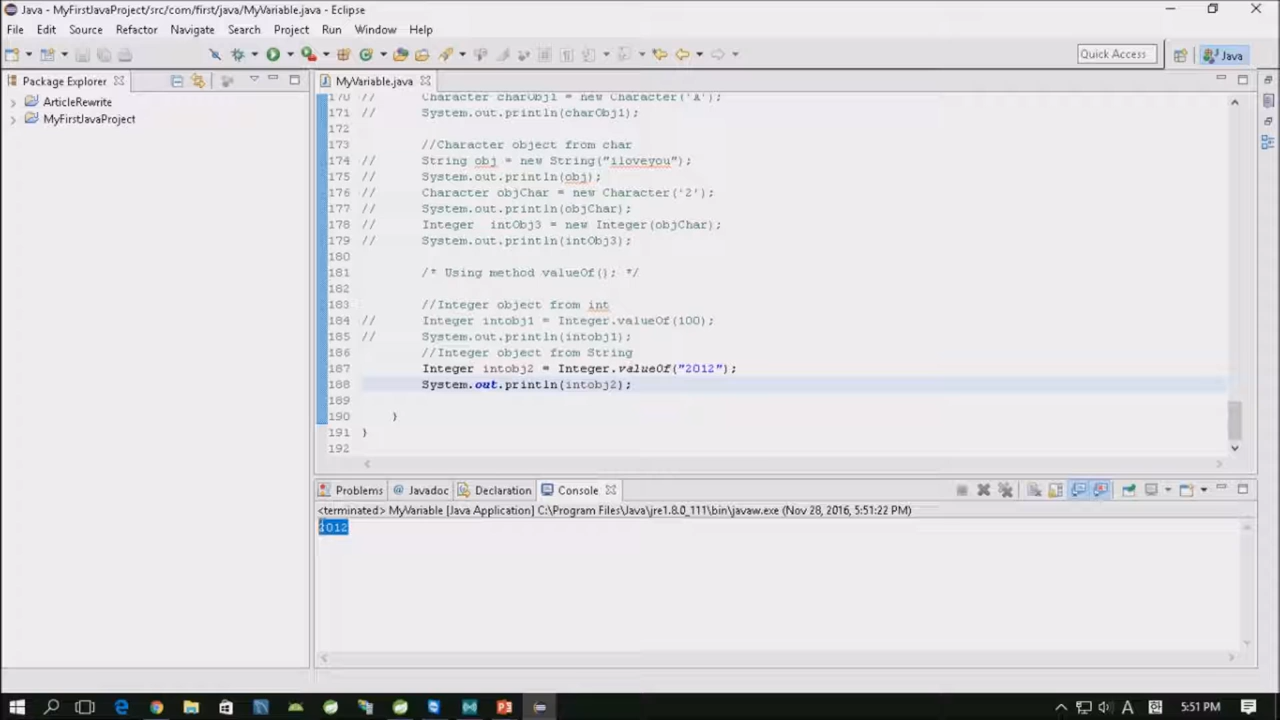 Java - MyFirstJavaProject/src/com/first/java/MyVariable.java - Eclipse
File Edit Source Refactor Navigate Search Project Run Window Help
Quick Access Java
Package Explorer
ArticleRewrite
MyFirstJavaProject
MyVariable.java
170 // Character charObj1 = new Character('A');
171 // System.out.println(charObj1);
172
173 //Character object from char
174 // String obj = new String("iloveyou");
175 // System.out.println(obj);
176 // Character objChar = new Character('2');
177 // System.out.println(objChar);
178 // Integer intObj3 = new Integer(objChar);
179 // System.out.println(intObj3);
180
181 /* Using method valueOf(); */
182
183 //Integer object from int
184 // Integer intobj1 = Integer.valueOf(100);
185 // System.out.println(intobj1);
186 //Integer object from String
187 Integer intobj2 = Integer.valueOf("2012");
188 System.out.println(intobj2);
189
190 }
191 }
192
Problems @ Javadoc Declaration Console
<terminated> MyVariable [Java Application] C:\Program Files\Java\jre1.8.0_111\bin\javaw.exe (Nov 28, 2016, 5:51:22 PM)
2012
A 5:51 PM